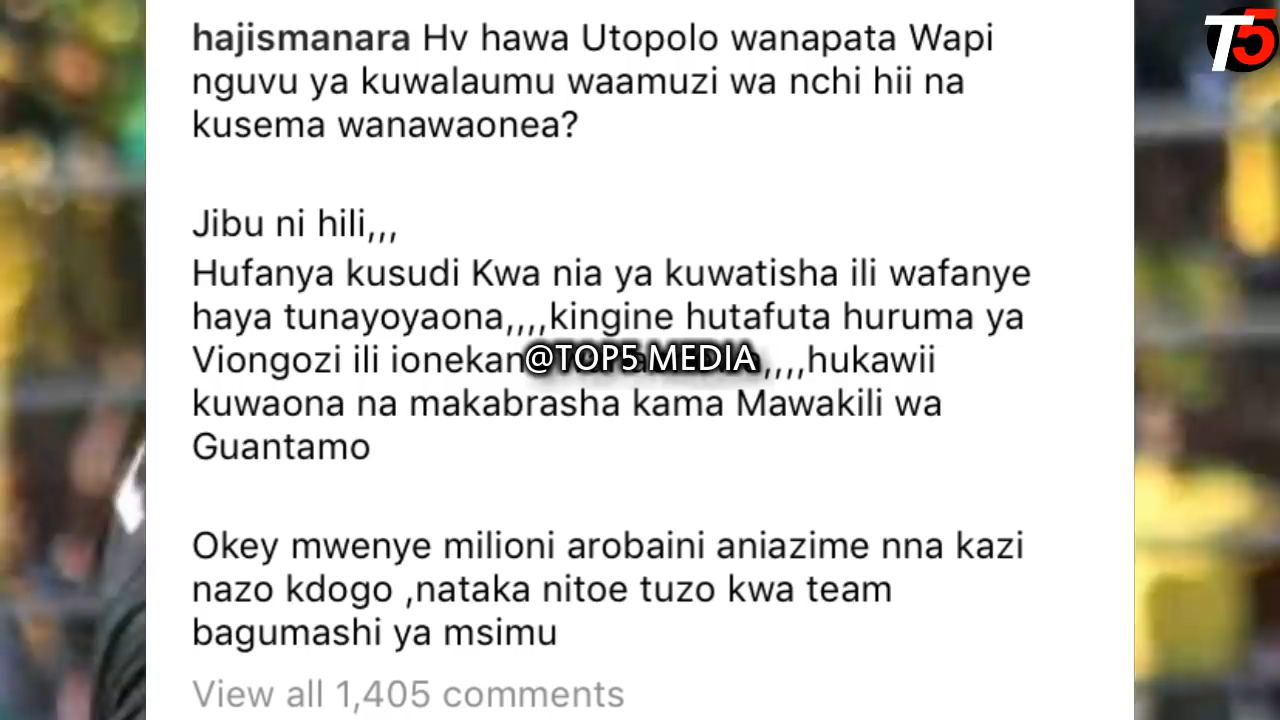 T5
hajismanara Hv hawa Utopolo wanapata Wapi
nguvu ya kuwalaumu waamuzi wa nchi hii na
kusema wanawaonea?
Jibu ni hili,,,
Hufanya kusudi Kwa nia ya kuwatisha ili wafanye
haya tunayoyaona,,,,kingine hutafuta huruma ya
Viongozi ili @TOP5 MEDIA ,,,,hukawii
kuwaona na makabrasha kama Mawakili wa
Guantamo
Okey mwenye milioni arobaini aniazime nna kazi
nazo kdogo ,nataka nitoe tuzo kwa team
bagumashi ya msimu
View all 1,405 comments